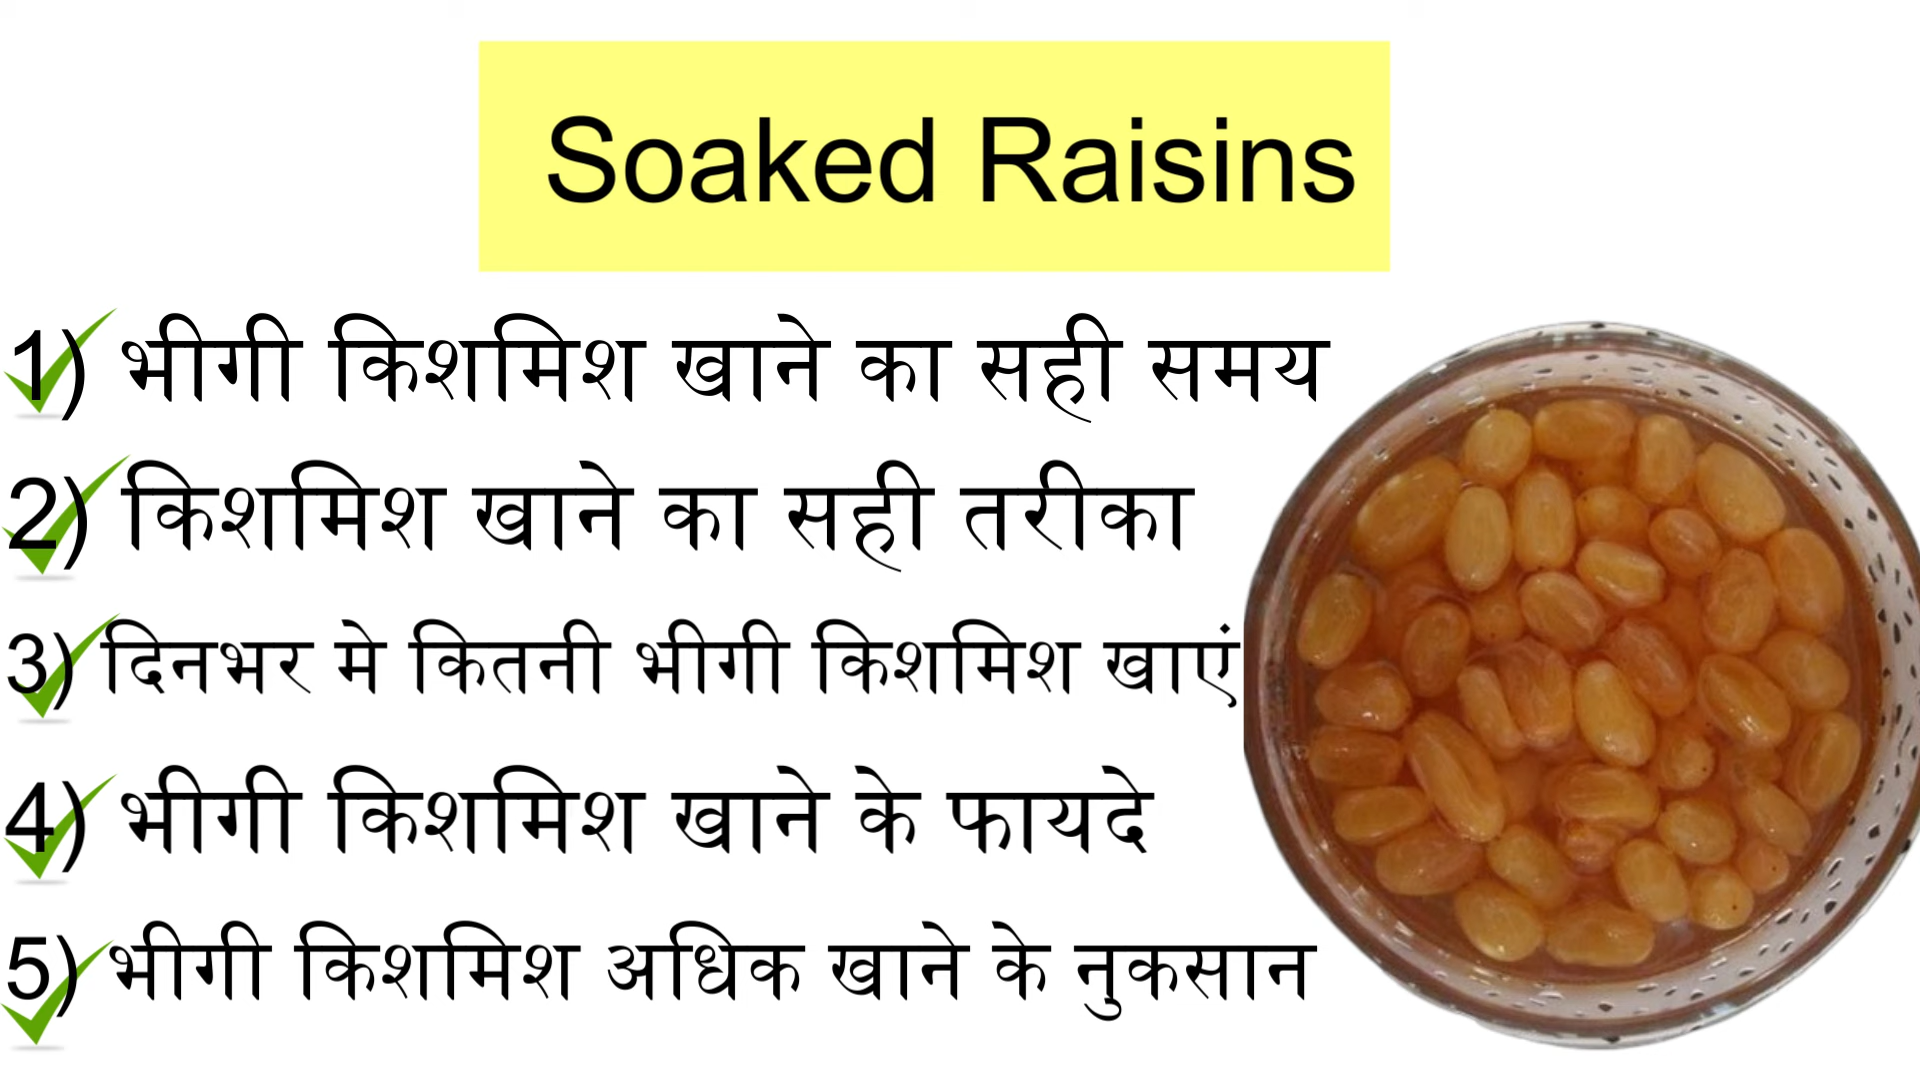 Soaked Raisins
1) भीगी किशमिश खाने का सही समय
2) किशमिश खाने का सही तरीका
3) दिनभर मे कितनी भीगी किशमिश खाएं
4) भीगी किशमिश खाने के फायदे
5) भीगी किशमिश अधिक खाने के नुकसान